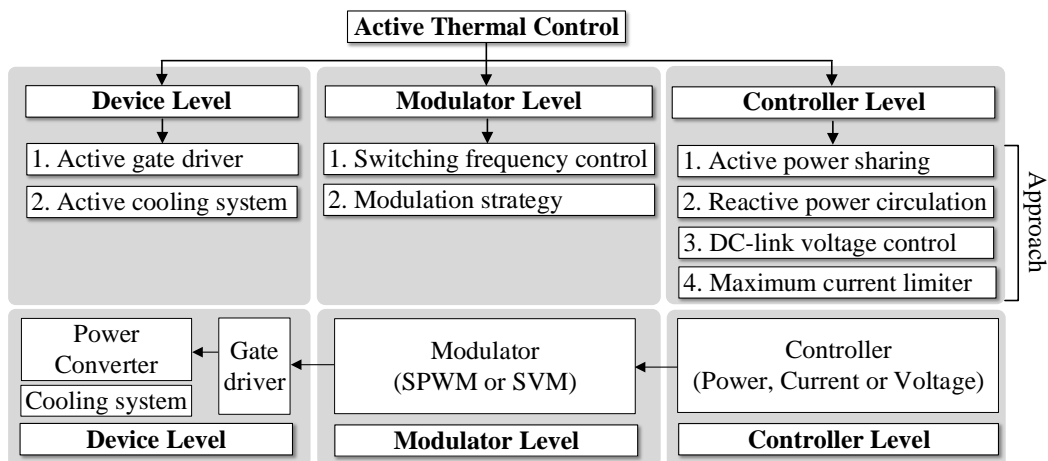 Active Thermal Control
Device Level
1. Active gate driver
2. Active cooling system
Modulator Level
1. Switching frequency control
2. Modulation strategy
Controller Level
1. Active power sharing
2. Reactive power circulation
3. DC-link voltage control
4. Maximum current limiter
Approach
Power
Converter
Cooling system
Gate
driver
Device Level
Modulator
(SPWM or SVM)
Modulator Level
Controller
(Power, Current or Voltage)
Controller Level